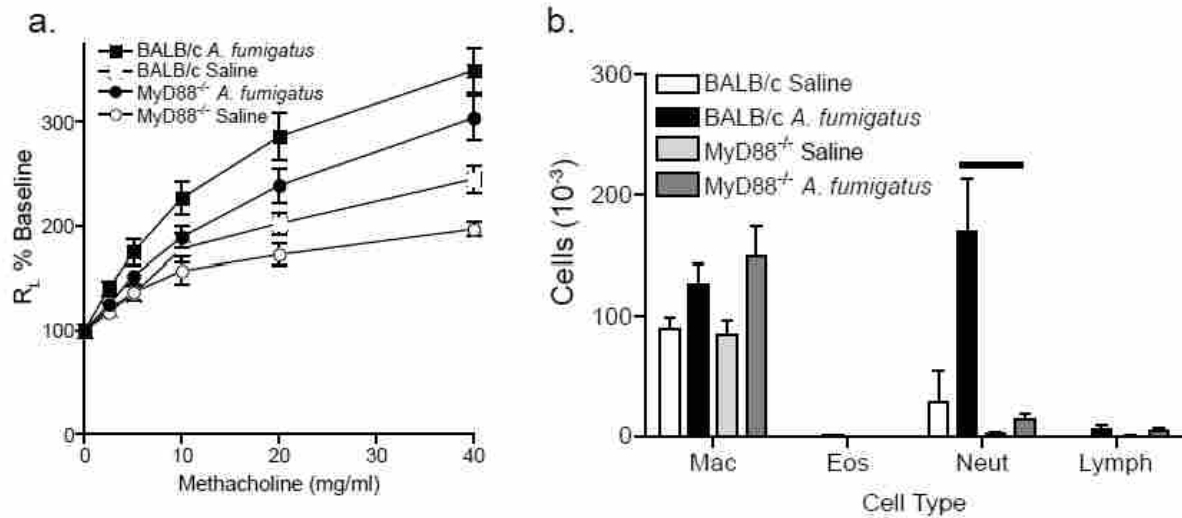 a.
BALB/c A. fumigatus
BALB/c Saline
MyD88-/- A. fumigatus
MyD88-/- Saline
300
200
100
0
RL % Baseline
0 10 20 30 40
Methacholine (mg/ml)
b.
300
200
100
0
Cells (10-3)
BALB/c Saline
BALB/c A. fumigatus
MyD88-/- Saline
MyD88-/- A. fumigatus
Mac Eos Neut Lymph
Cell Type